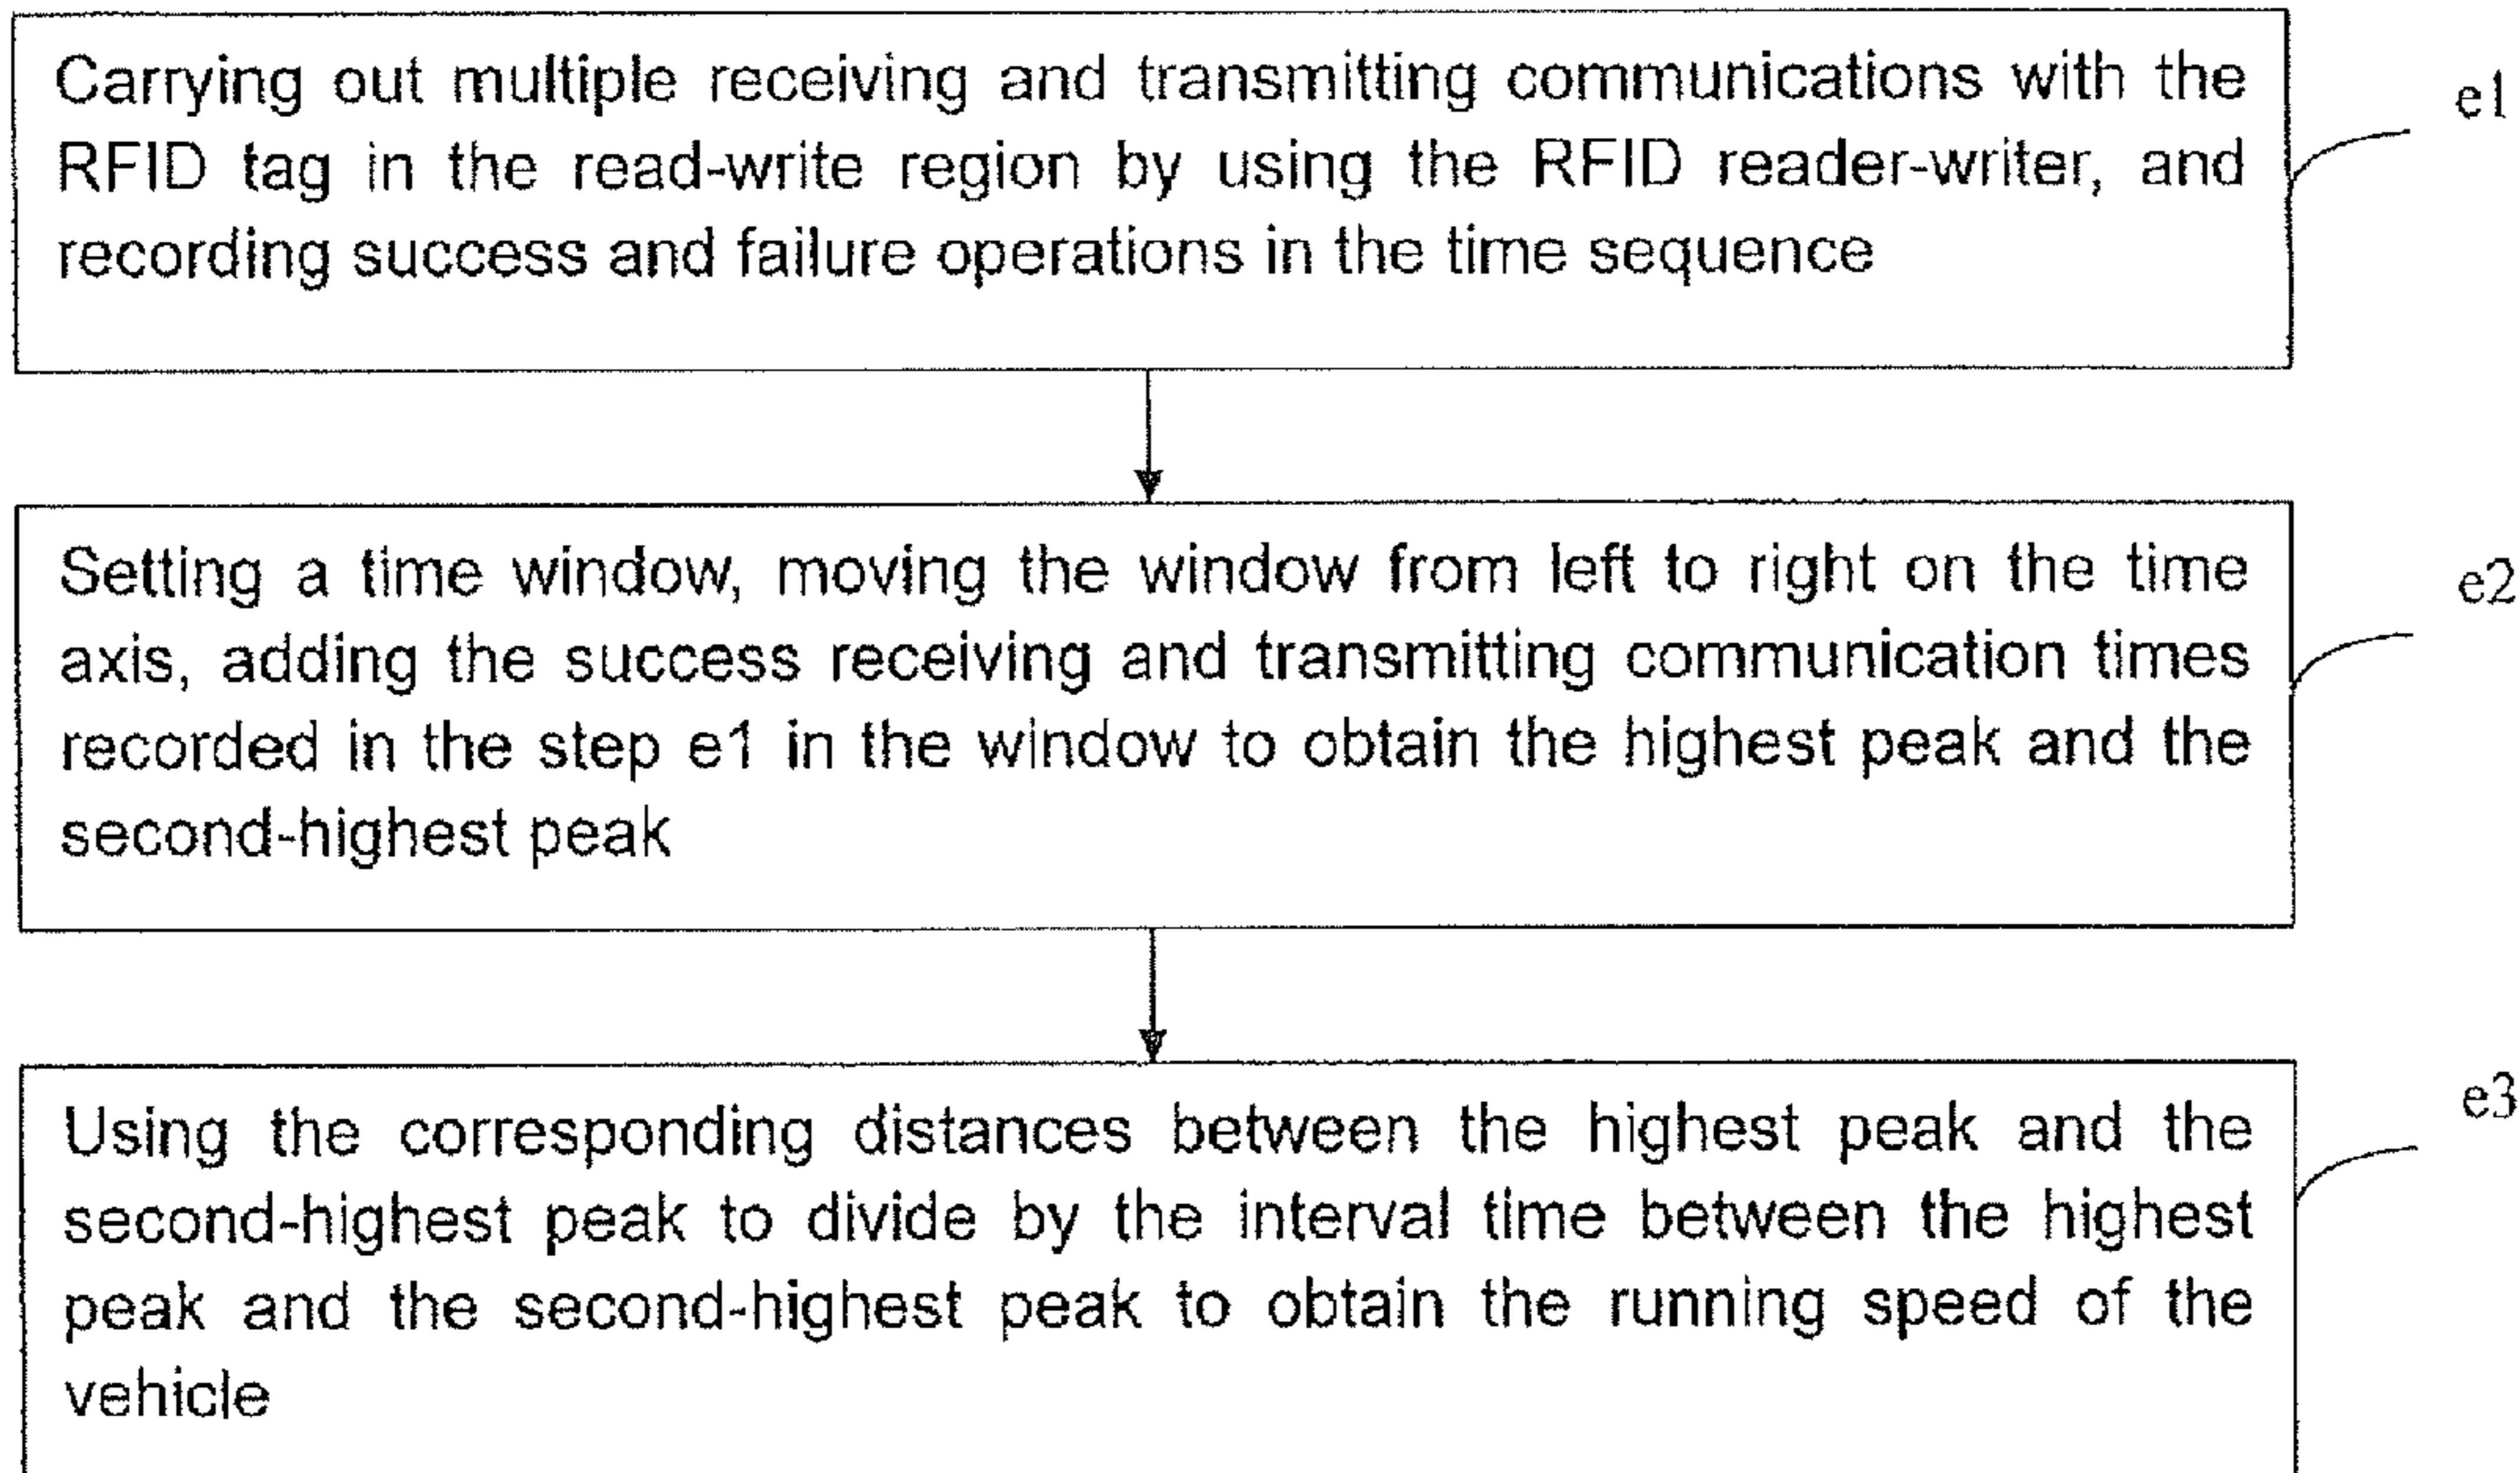 Carrying out multiple receiving and transmitting communications with the
RFID tag in the read-write region by using the RFID reader-writer, and
recording success and failure operations in the time sequence
e1
Setting a time window, moving the window from left to right on the time
axis, adding the success receiving and transmitting communication times
recorded in the step e1 in the window to obtain the highest peak and the
second-highest peak
e2
Using the corresponding distances between the highest peak and the
second-highest peak to divide by the interval time between the highest
peak and the second-highest peak to obtain the running speed of the
vehicle
e3